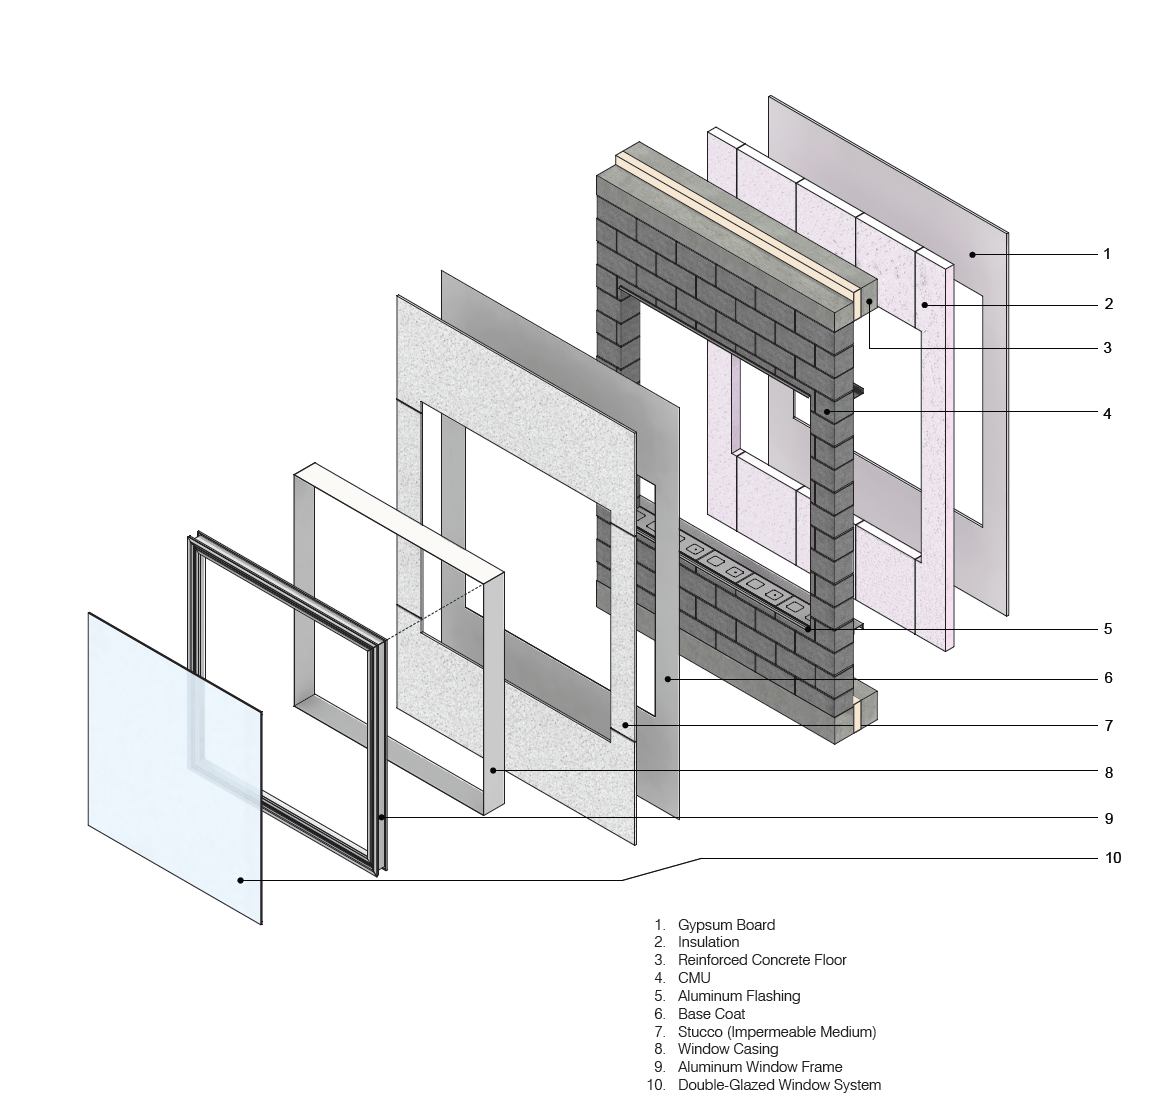 1
2
3
4
5
6
7
8
9
10
1. Gypsum Board
2. Insulation
3. Reinforced Concrete Floor
4. CMU
5. Aluminum Flashing
6. Base Coat
7. Stucco (Impermeable Medium)
8. Window Casing
9. Aluminum Window Frame
10. Double-Glazed Window System